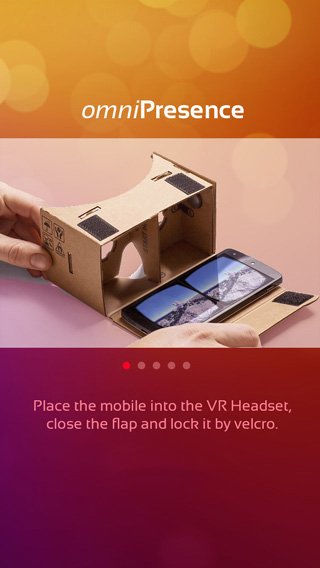 omniPresence
Place the mobile into the VR Headset,
close the flap and lock it by velcro.